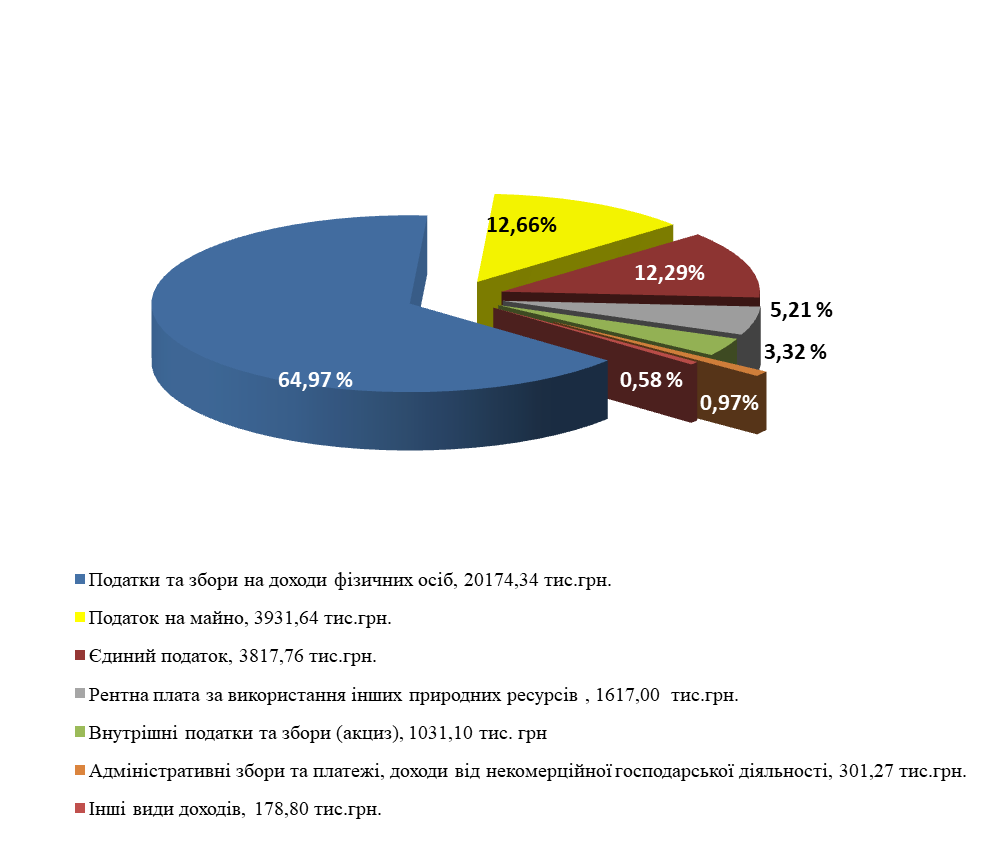 12,66%
12,29%
5,21 %
3,32 %
64,97 %
0,58 %
0,97%
Податки та збори на доходи фізичних осіб, 20174,34 тис.грн.
Податок на майно, 3931,64 тис.грн.
Єдиний податок, 3817,76 тис.грн.
Рентна плата за використання інших природних ресурсів , 1617,00 тис.грн.
Внутрішні податки та збори (акциз), 1031,10 тис. грн
Адміністративні збори та платежі, доходи від некомерційної господарської діяльності, 301,27 тис.грн.
Інші види доходів, 178,80 тис.грн.